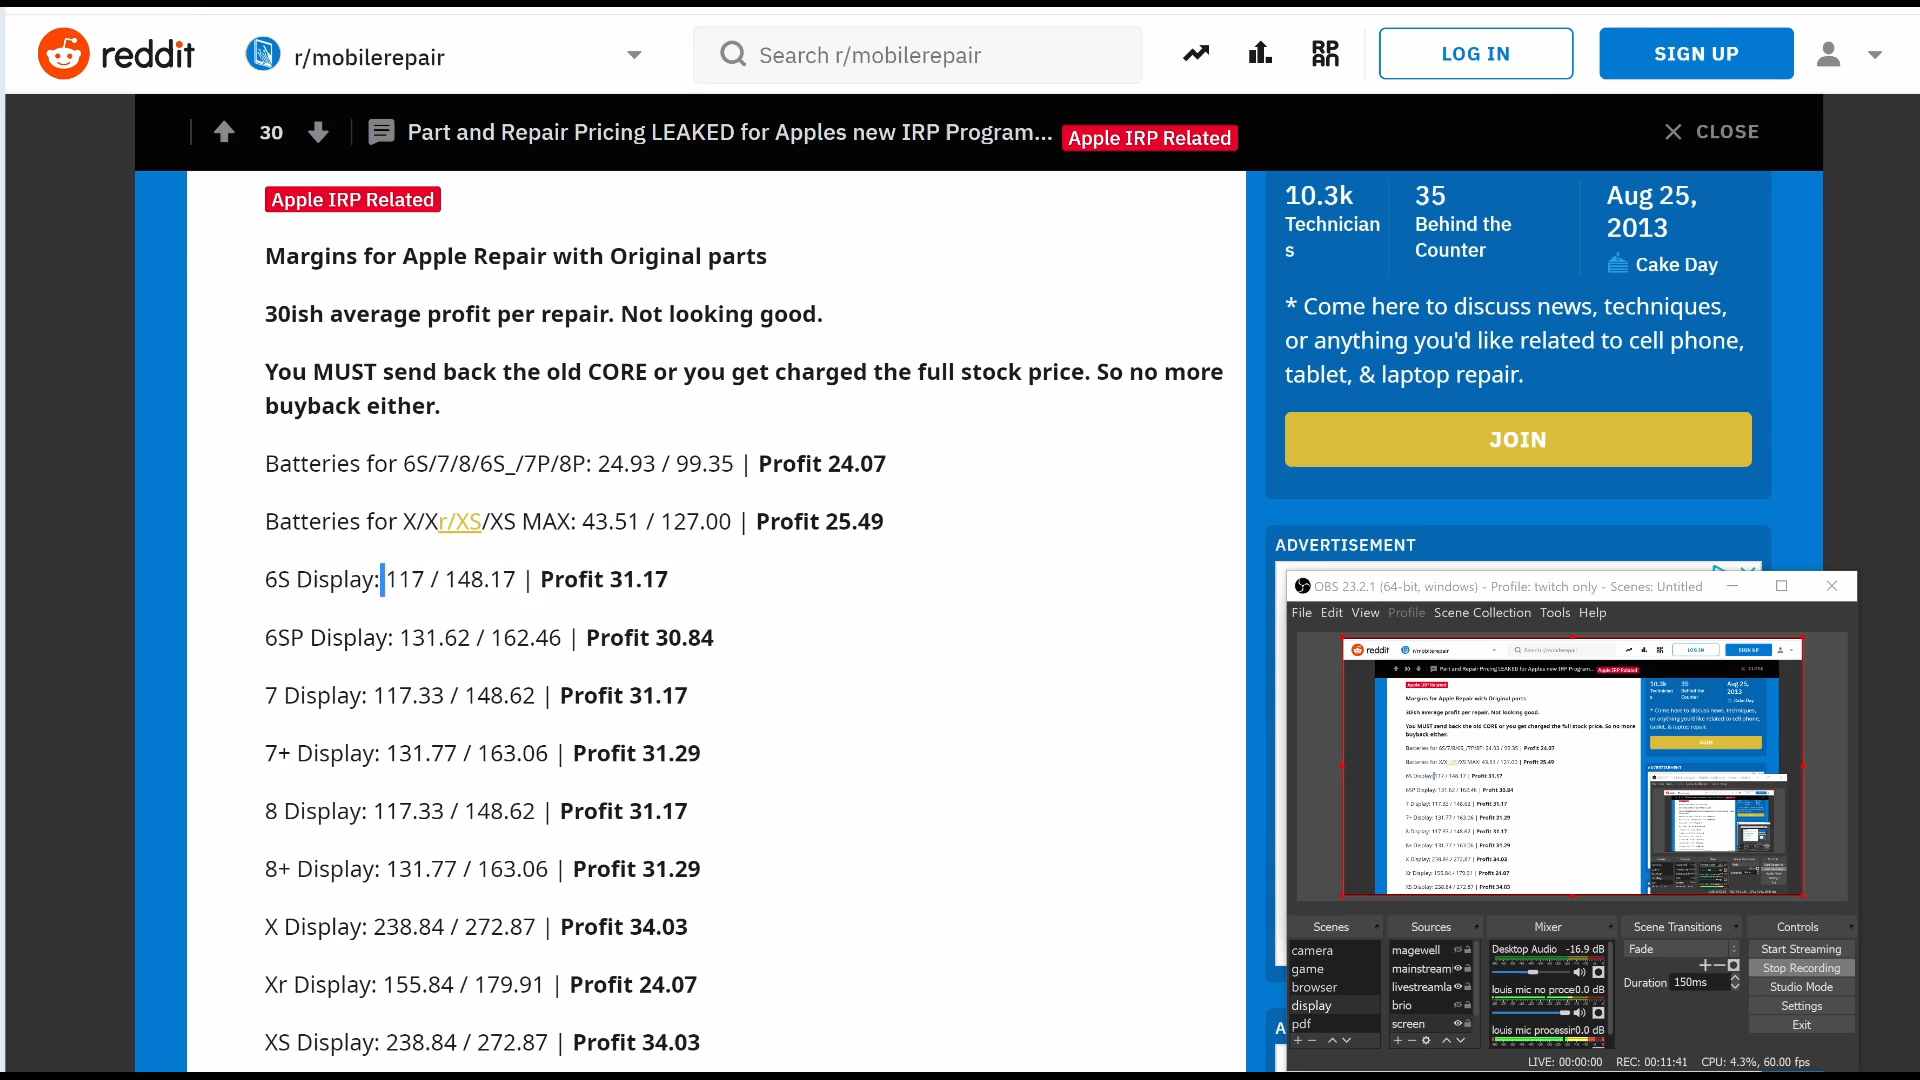 reddit
r/mobilerepair
Search r/mobilerepair
RP
AN
LOG IN
SIGN UP
30
Part and Repair Pricing LEAKED for Apples new IRP Program...
Apple IRP Related
CLOSE
Apple IRP Related
Margins for Apple Repair with Original parts
30ish average profit per repair. Not looking good.
You MUST send back the old CORE or you get charged the full stock price. So no more
buyback either.
Batteries for 6S/7/8/6S_/7P/8P: 24.93 / 99.35 | Profit 24.07
Batteries for X/Xr/XS/XS MAX: 43.51 / 127.00 | Profit 25.49
6S Display: 117 / 148.17 | Profit 31.17
6SP Display: 131.62 / 162.46 | Profit 30.84
7 Display: 117.33 / 148.62 | Profit 31.17
7+ Display: 131.77 / 163.06 | Profit 31.29
8 Display: 117.33 / 148.62 | Profit 31.17
8+ Display: 131.77 / 163.06 | Profit 31.29
X Display: 238.84 / 272.87 | Profit 34.03
Xr Display: 155.84 / 179.91 | Profit 24.07
XS Display: 238.84 / 272.87 | Profit 34.03
10.3k
Technician
s
35
Behind the
Counter
Aug 25,
2013
Cake Day
* Come here to discuss news, techniques,
or anything you'd like related to cell phone,
tablet, & laptop repair.
JOIN
ADVERTISEMENT
A
OBS 23.2.1 (64-bit, windows) - Profile: twitch only - Scenes: Untitled
File Edit View Profile Scene Collection Tools Help
Scenes
camera
game
browser
display
pdf
Sources
magewell
mainstream
livestreamla
brio
screen
Mixer
Desktop Audio -16.9 dB
louis mic no proce 0.0 dB
louis mic processir 0.0 dB
Scene Transitions
Fade
Duration 150ms
Controls
Start Streaming
Stop Recording
Studio Mode
Settings
Exit
LIVE: 00:00:00 REC: 00:11:41 CPU: 4.3%, 60.00 fps